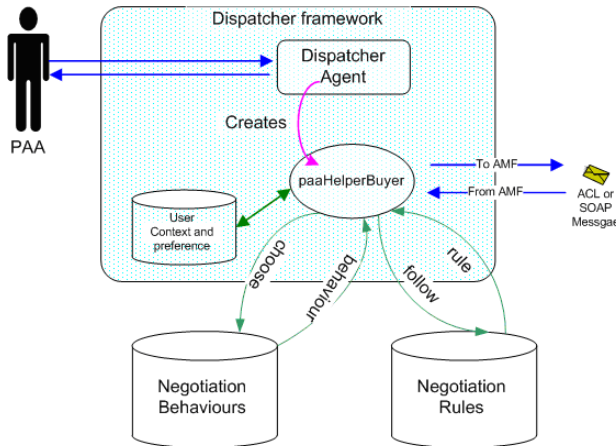 Dispatcher framework
Dispatcher
Agent
PAA
Creates
To AMF
paaHelperBuyer
From AMF
ACL or
SOAP
Messgae
User
Context and
preference
choose
behaviour
follow
rule
Negotiation
Behaviours
Negotiation
Rules